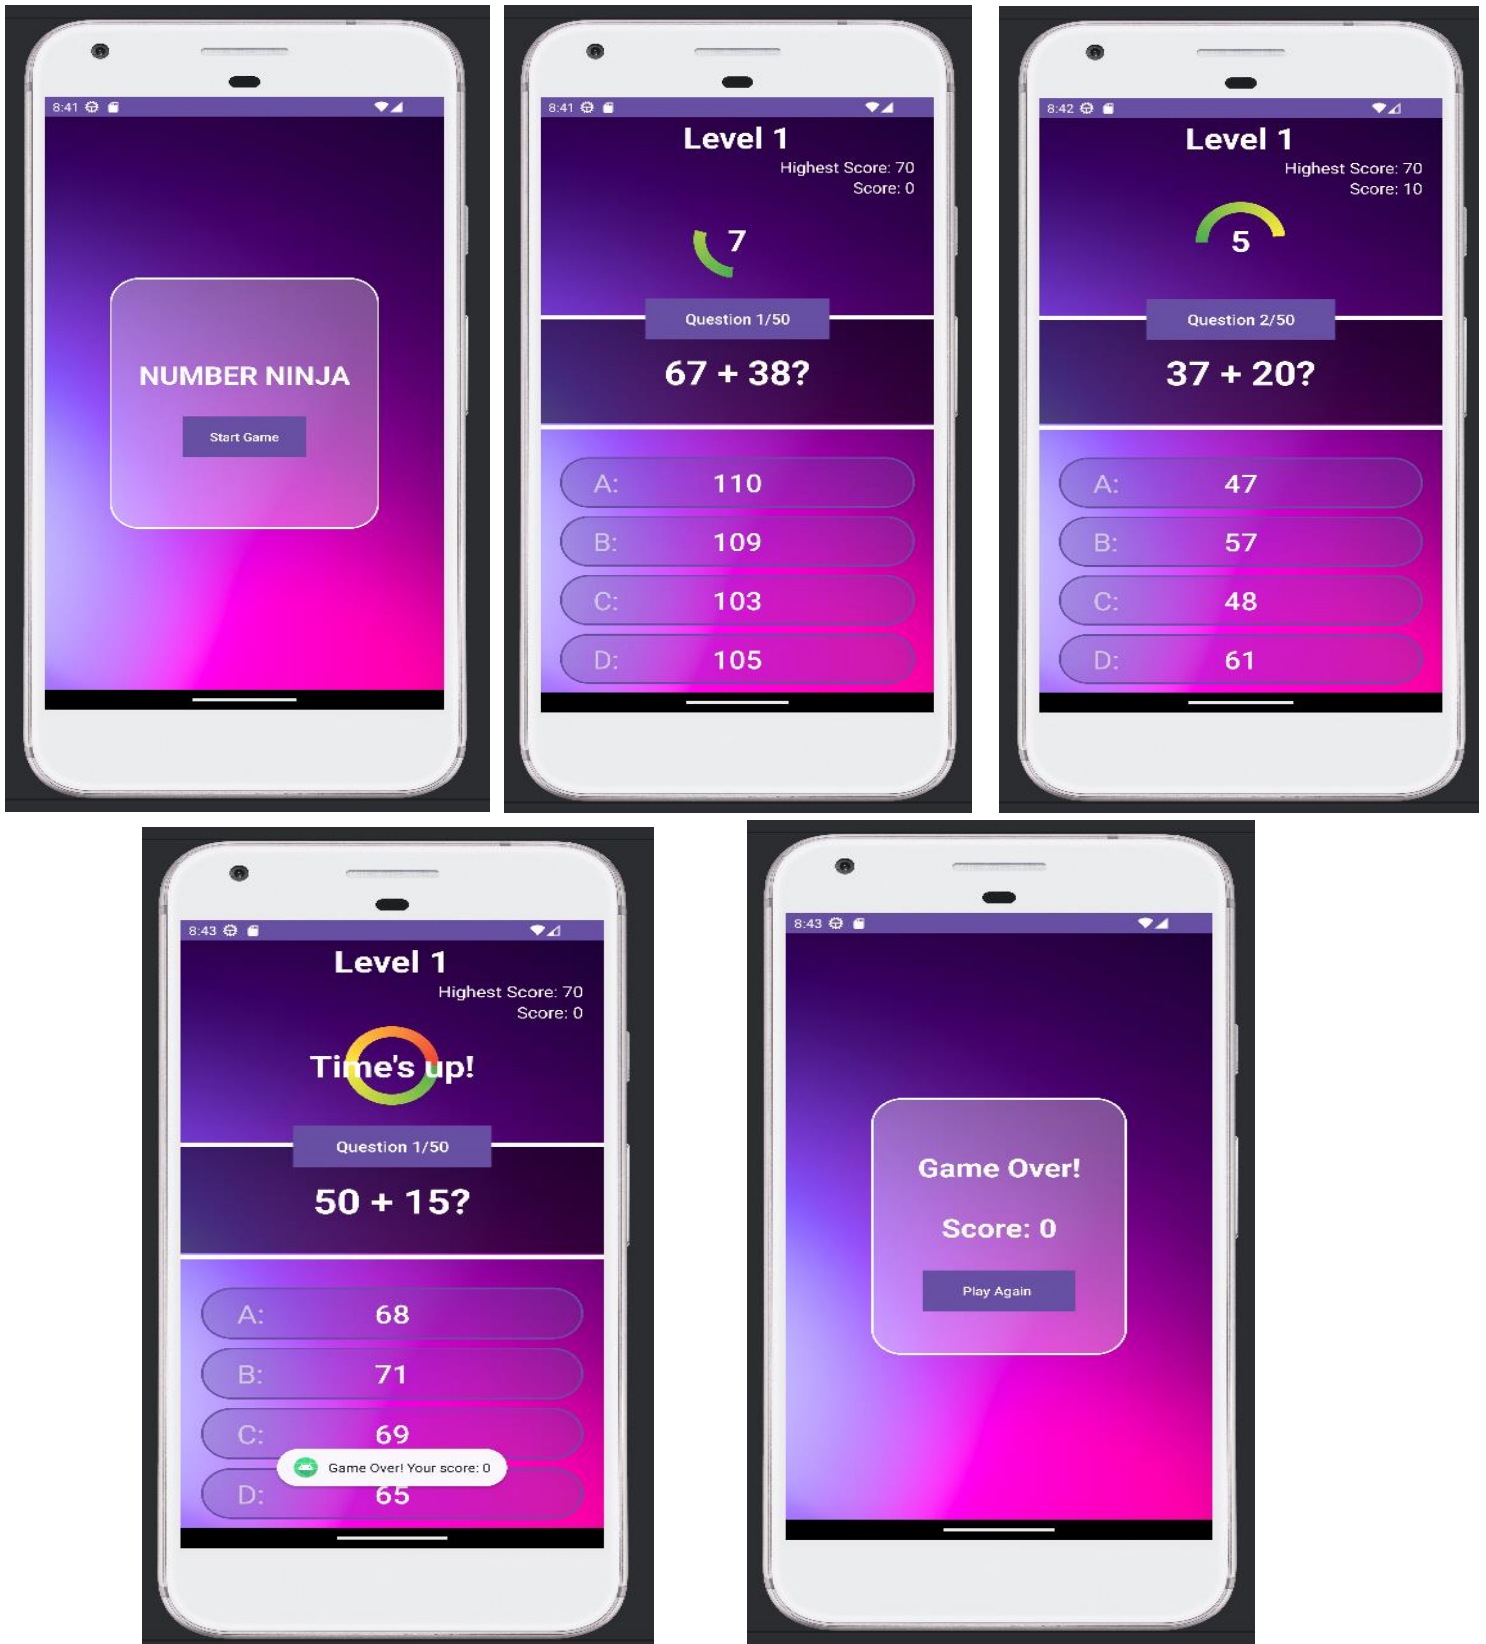 8:41
NUMBER NINJA
Start Game
8:41
Level 1
Highest Score: 70
Score: 0
7
Question 1/50
67 + 38?
A: 110
B: 109
C: 103
D: 105
8:42
Level 1
Highest Score: 70
Score: 10
5
Question 2/50
37 + 20?
A: 47
B: 57
C: 48
D: 61
8:43
Level 1
Highest Score: 70
Score: 0
Time's up!
Question 1/50
50 + 15?
A: 68
B: 71
C: 69
Game Over! Your score: 0
D: 65
8:43
Game Over!
Score: 0
Play Again